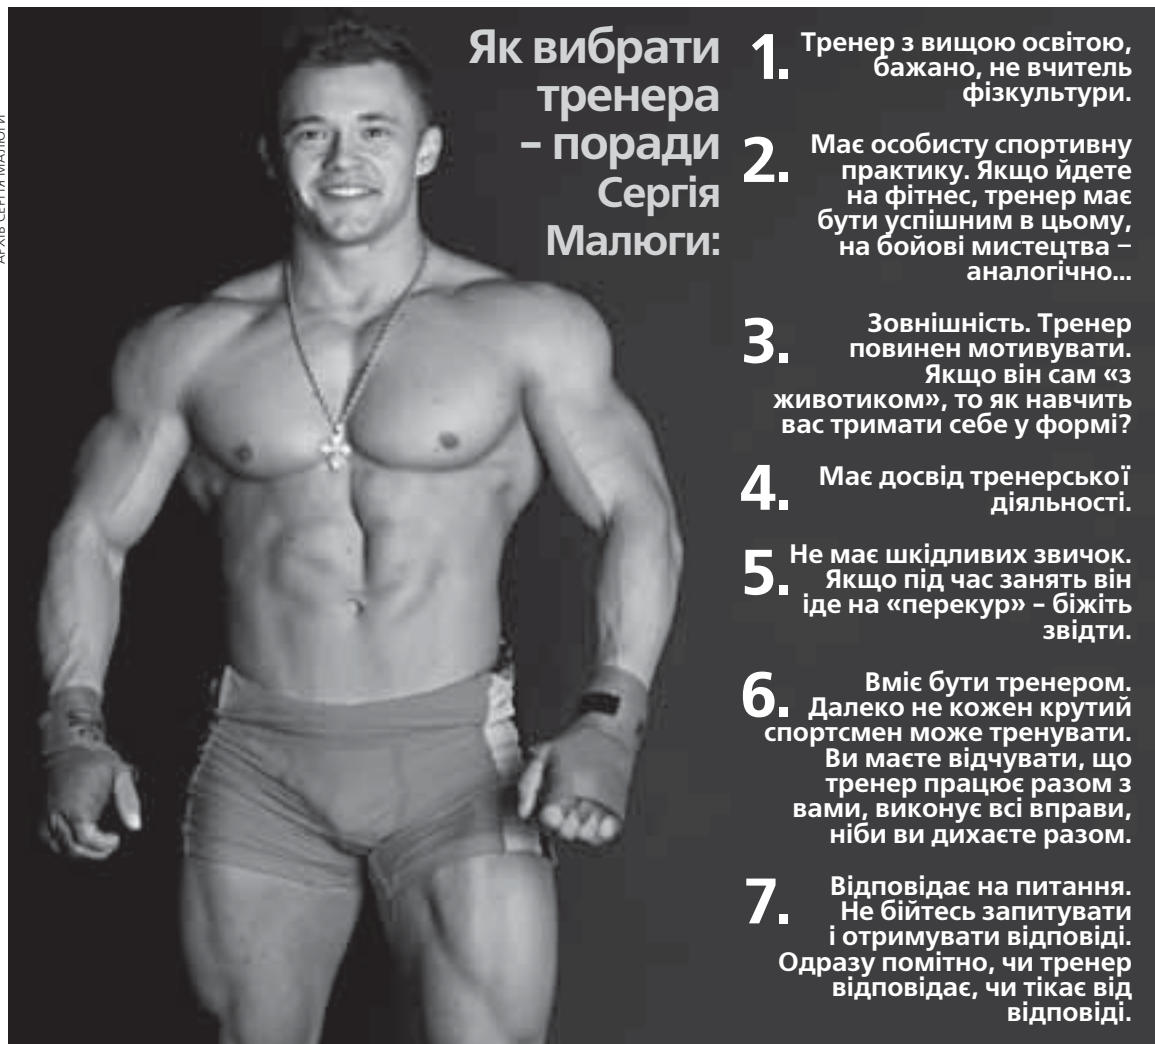 АРХІВ СЕРГІЯ МАЛЮГИ
Як вибрати
тренера
– поради
Сергія
Малюги:
1. Тренер з вищою освітою,
бажано, не вчитель
фізкультури.
2. Має особисту спортивну
практику. Якщо йдете
на фітнес, тренер має
бути успішним в цьому,
на бойові мистецтва –
аналогічно...
3. Зовнішність. Тренер
повинен мотивувати.
Якщо він сам «з
животиком», то як навчить
вас тримати себе у формі?
4. Має досвід тренерської
діяльності.
5. Не має шкідливих звичок.
Якщо під час занять він
іде на «перекур» – біжіть
звідти.
6. Вміє бути тренером.
Далеко не кожен крутий
спортсмен може тренувати.
Ви маєте відчувати, що
тренер працює разом з
вами, виконує всі вправи,
ніби ви дихаєте разом.
7. Відповідає на питання.
Не бійтесь запитувати
і отримувати відповіді.
Одразу помітно, чи тренер
відповідає, чи тікає від
відповіді.